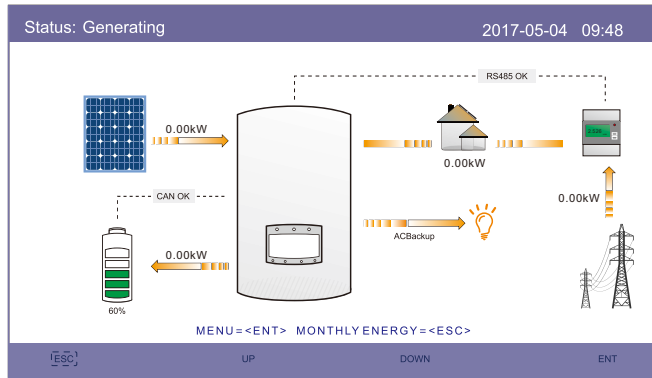 Status: Generating
2017-05-04 09:48
RS485 OK
0.00kW
0.00kW
CAN OK
0.00kW
0.00kW
ACBackup
60%
MENU=<ENT> MONTHLY ENERGY=<ESC>
ESC
UP
DOWN
ENT